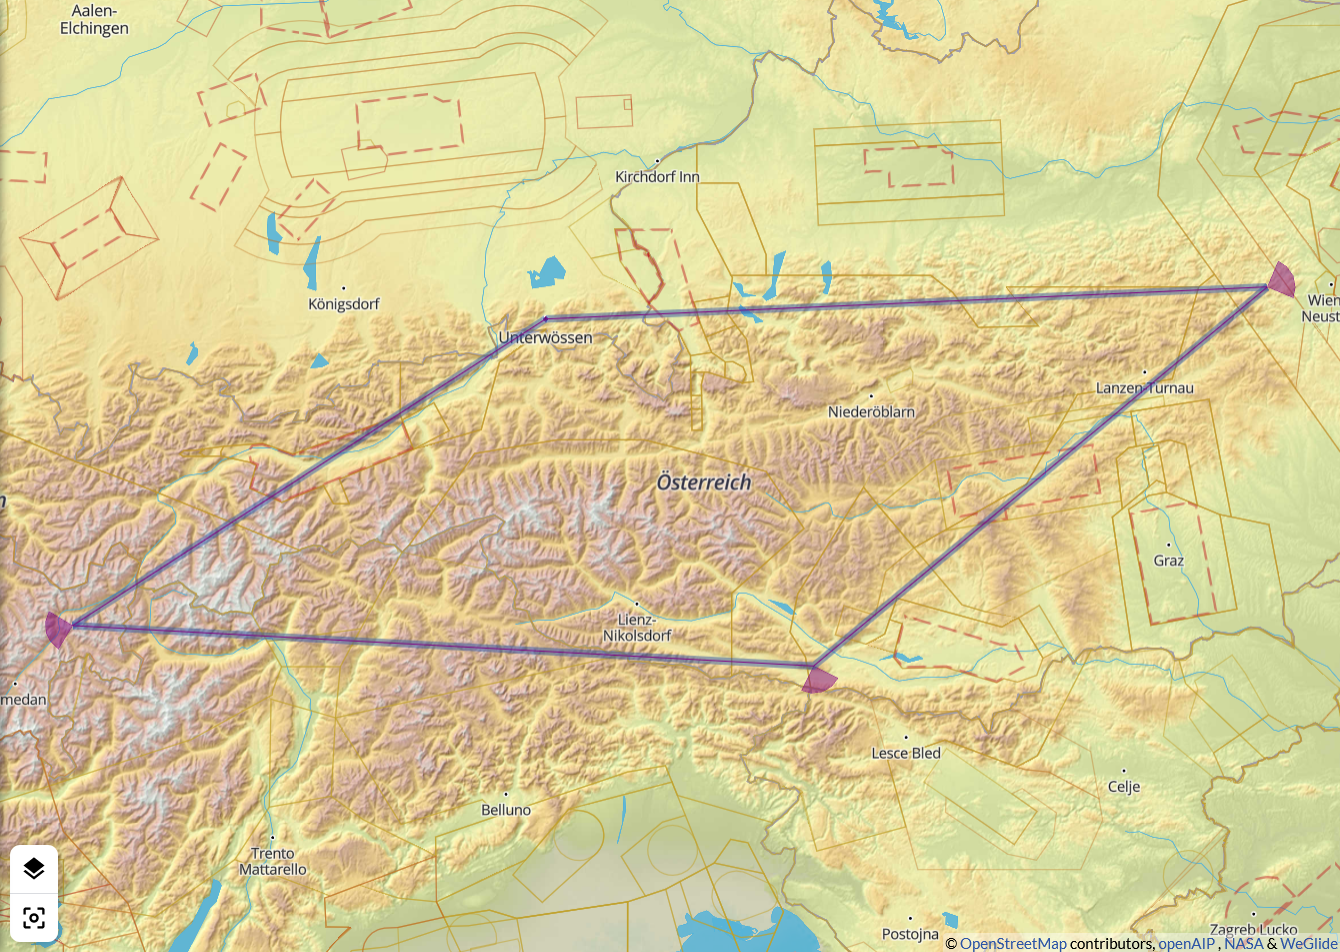 Aalen-
Elchingen
Kirchdorf Inn
Königsdorf
Wien
Neust
Unterwössen
Lanzen-Turnau
Niederöblarn
Österreich
n
Graz
Lienz-
Nikolsdorf
medan
Lesce Bled
Celje
Belluno
Trento
Mattarello
Postojna
Zagreb Lucko
© OpenStreetMap contributors, openAIP , NASA & WeGlide